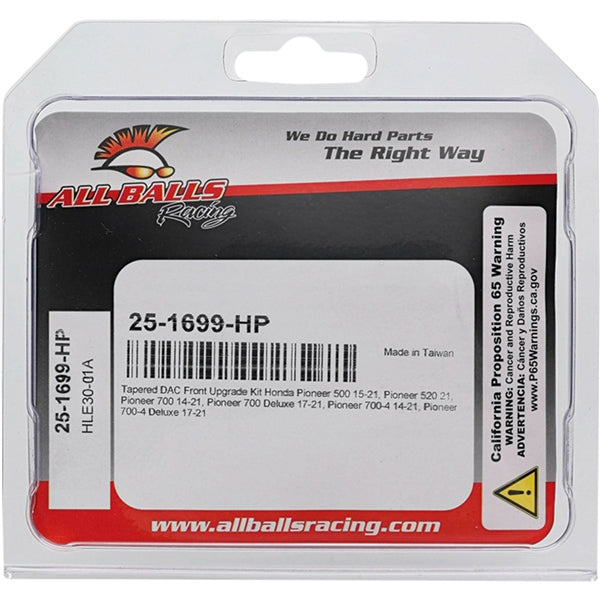 We Do Hard Parts
The Right Way
ALL BALLS
Racing
25-1699-HP
Made in Taiwan
Tapered DAC Front Upgrade Kit Honda Pioneer 500 15-21, Pioneer 520 21,
Pioneer 700 14-21, Pioneer 700 Deluxe 17-21, Pioneer 700-4 14-21, Pioneer
700-4 Deluxe 17-21
25-1699-HP
HLE30-01A
California Proposition 65 Warning
WARNING: Cancer and Reproductive Harm
ADVERTENCIA: Cáncer y Daños Reproductivos
www.P65Warnings.ca.gov
www.allballsracing.com